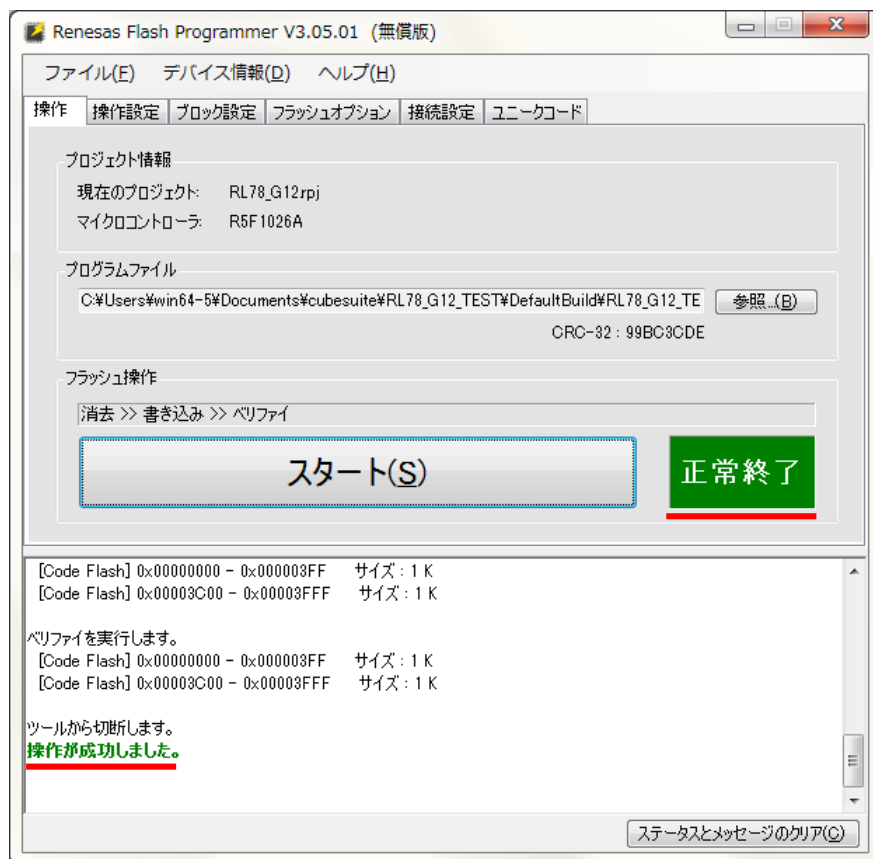 Renesas Flash Programmer V3.05.01 (無償版)
ファイル(F) デバイス情報(D) ヘルプ(H)
操作 操作設定 ブロック設定 フラッシュオプション 接続設定 ユニークコード
プロジェクト情報
現在のプロジェクト: RL78_G12.rpj
マイクロコントローラ: R5F1026A
プログラムファイル
C:¥Users¥win64-5¥Documents¥cubesuite¥RL78_G12_TEST¥DefaultBuild¥RL78_G12_TE 参照...(B)
CRC-32 : 99BC3CDE
フラッシュ操作
消去 >> 書き込み >> ベリファイ
スタート(S) 正常終了
[Code Flash] 0x00000000 - 0x000003FF サイズ : 1 K
[Code Flash] 0x00003C00 - 0x00003FFF サイズ : 1 K
ベリファイを実行します。
[Code Flash] 0x00000000 - 0x000003FF サイズ : 1 K
[Code Flash] 0x00003C00 - 0x00003FFF サイズ : 1 K
ツールから切断します。
操作が成功しました。
ステータスとメッセージのクリア(C)